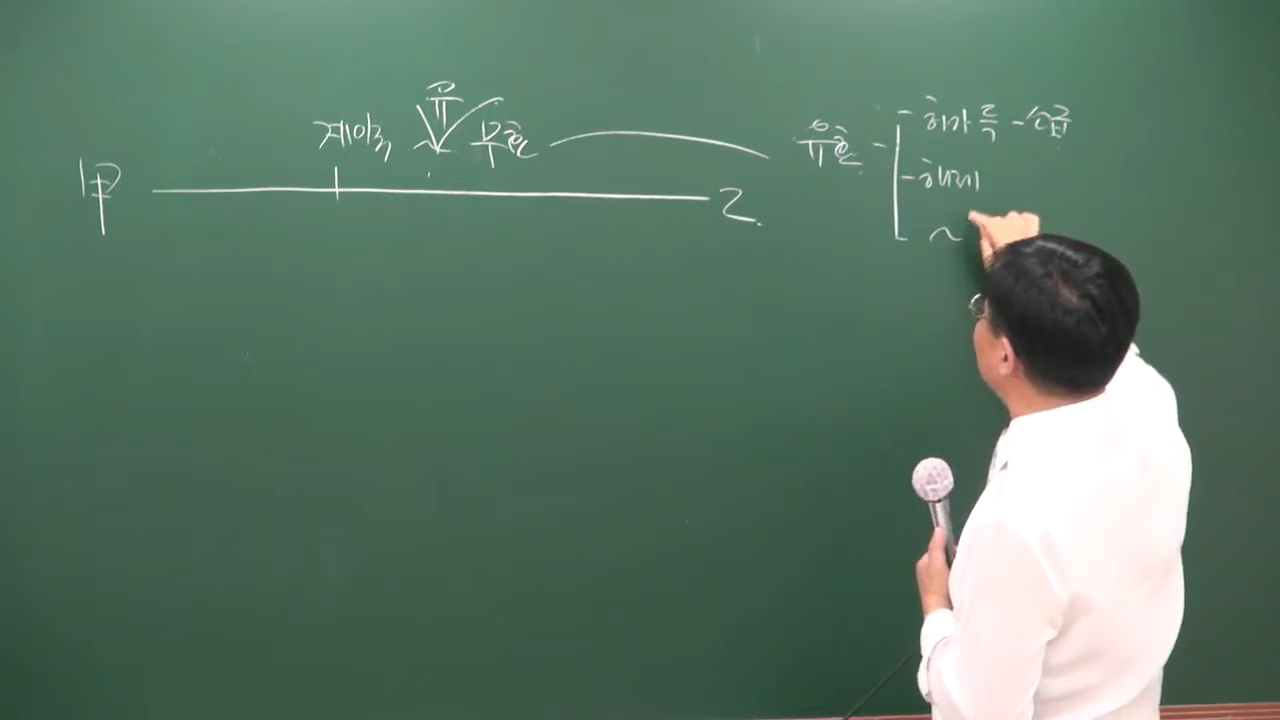 유
계약 무효
甲 乙
유효 - 허가 득 - 소급
- 해제
~